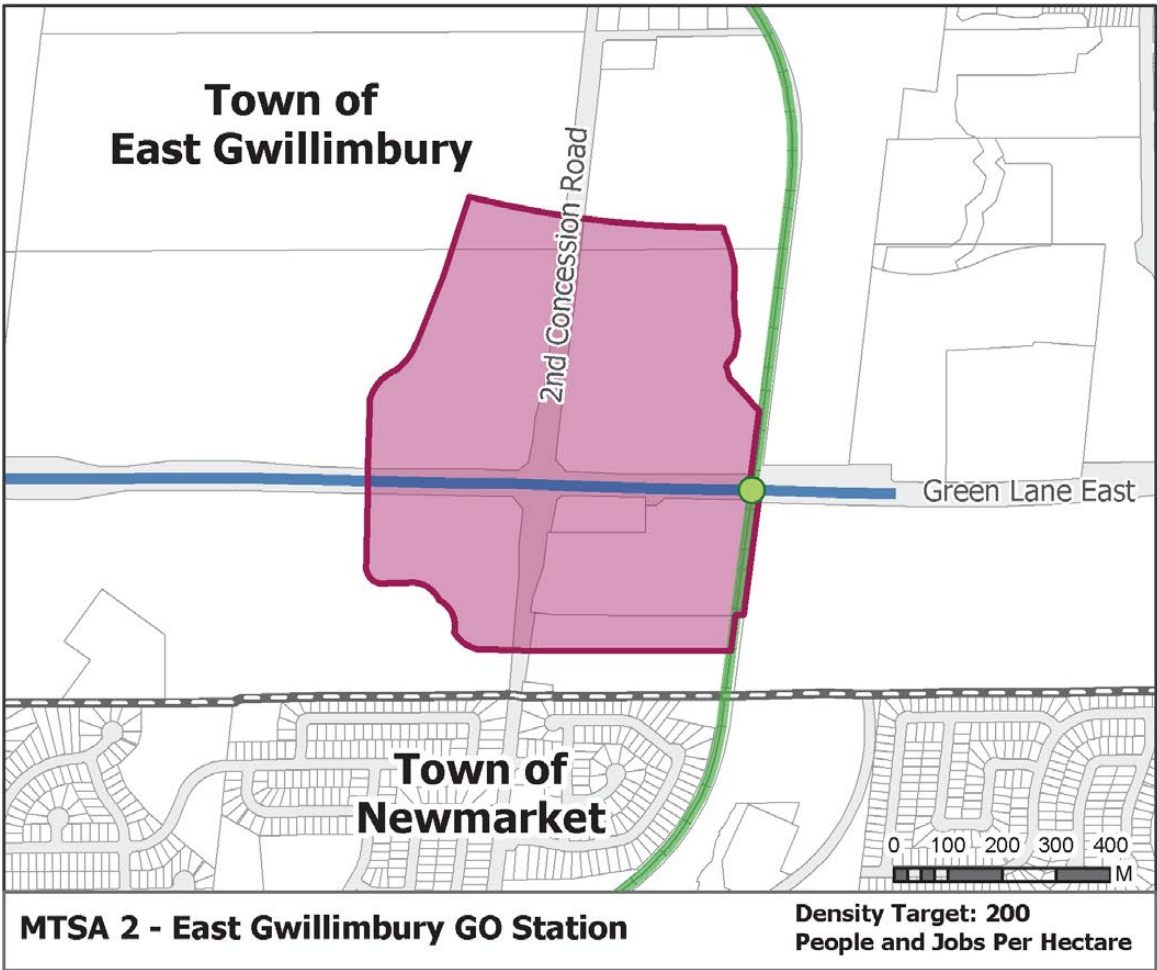 Town of
East Gwillimbury
2nd Concession Road
Green Lane East
Town of
Newmarket
0 100 200 300 400
M
MTSA 2 - East Gwillimbury GO Station
Density Target: 200
People and Jobs Per Hectare